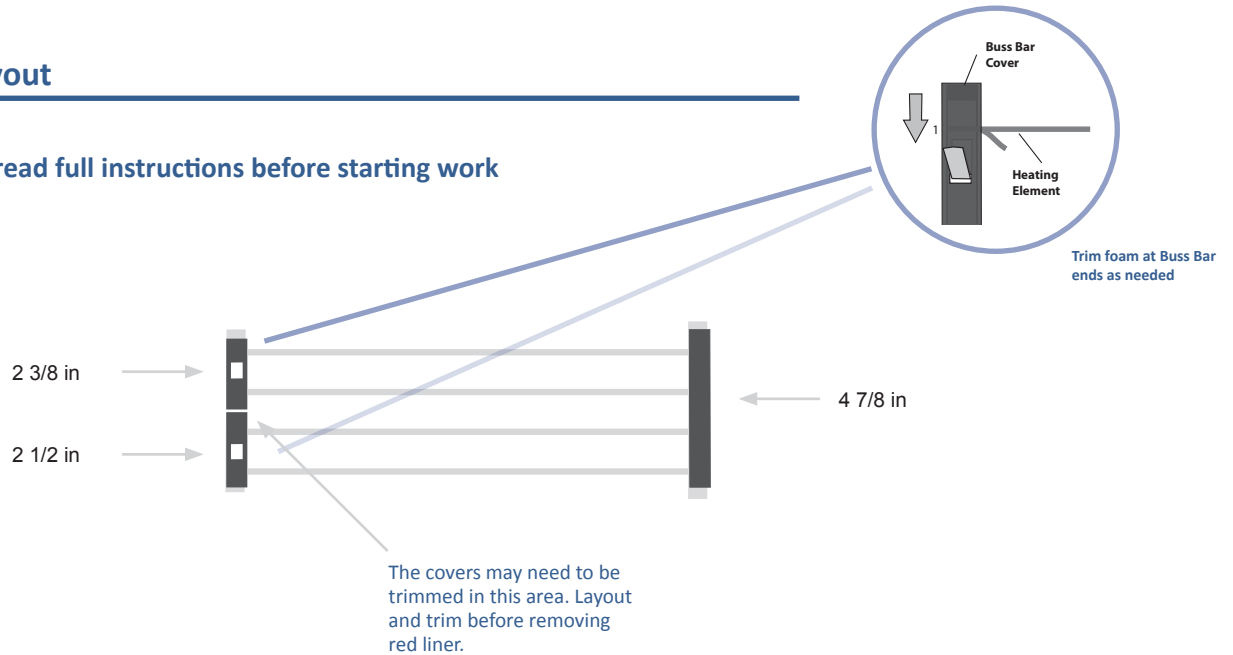 Buss Bar
Cover
1
Heating
Element
read full instructions before starting work
Trim foam at Buss Bar
ends as needed
2 3/8 in
4 7/8 in
2 1/2 in
The covers may need to be
trimmed in this area. Layout
and trim before removing
red liner.